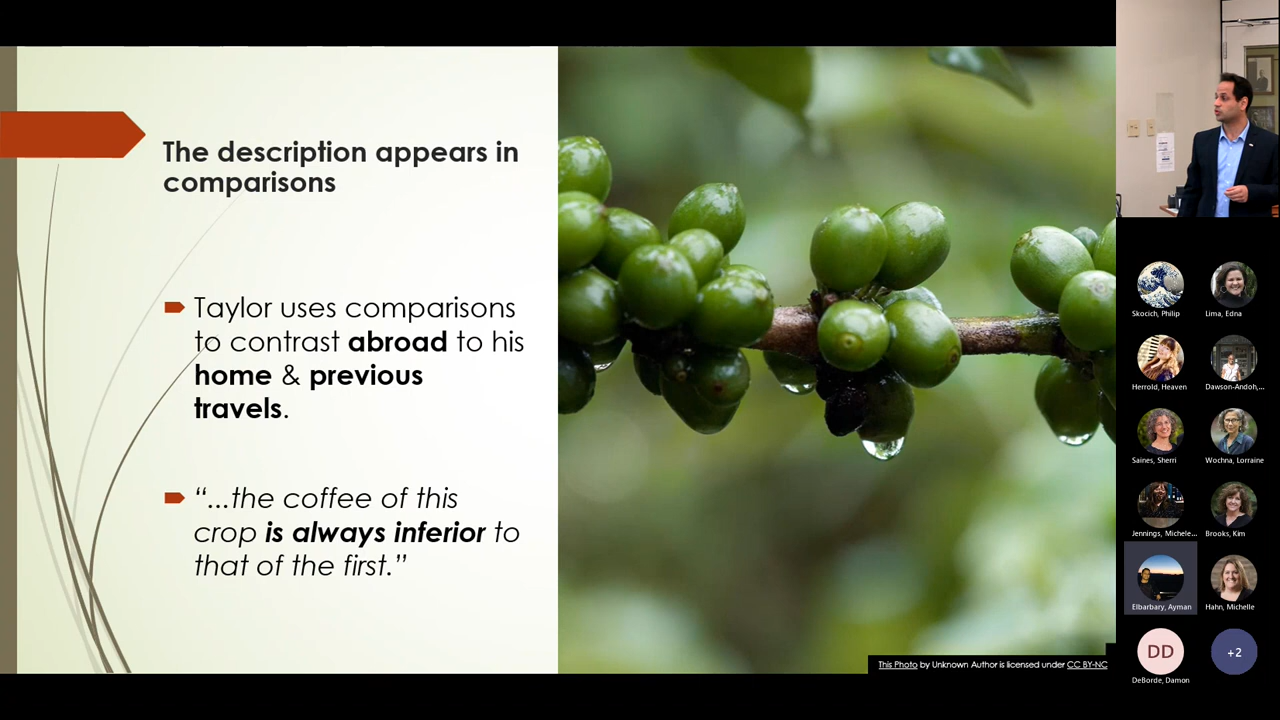 The description appears in
comparisons
Taylor uses comparisons
to contrast abroad to his
home & previous
travels.
“...the coffee of this
crop is always inferior to
that of the first.”
This Photo by Unknown Author is licensed under CC BY-NC
Skocich, Philip
Lima, Edna
Herrold, Heaven
Dawson-Andoh,...
Saines, Sherri
Wochna, Lorraine
Jennings, Michele...
Brooks, Kim
Elbarbary, Ayman
Hahn, Michelle
DD
DeBorde, Damon
+2